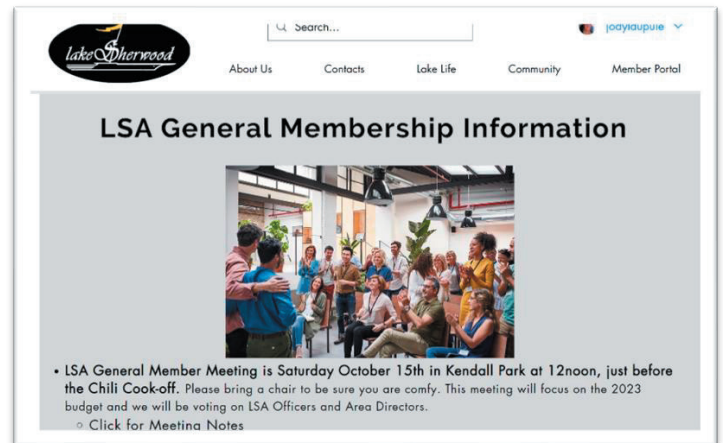 Search...
jodyldupuie
lake Sherwood
About Us Contacts Lake Life Community Member Portal
LSA General Membership Information
• LSA General Member Meeting is Saturday October 15th in Kendall Park at 12noon, just before
the Chili Cook-off. Please bring a chair to be sure you are comfy. This meeting will focus on the 2023
budget and we will be voting on LSA Officers and Area Directors.
○ Click for Meeting Notes